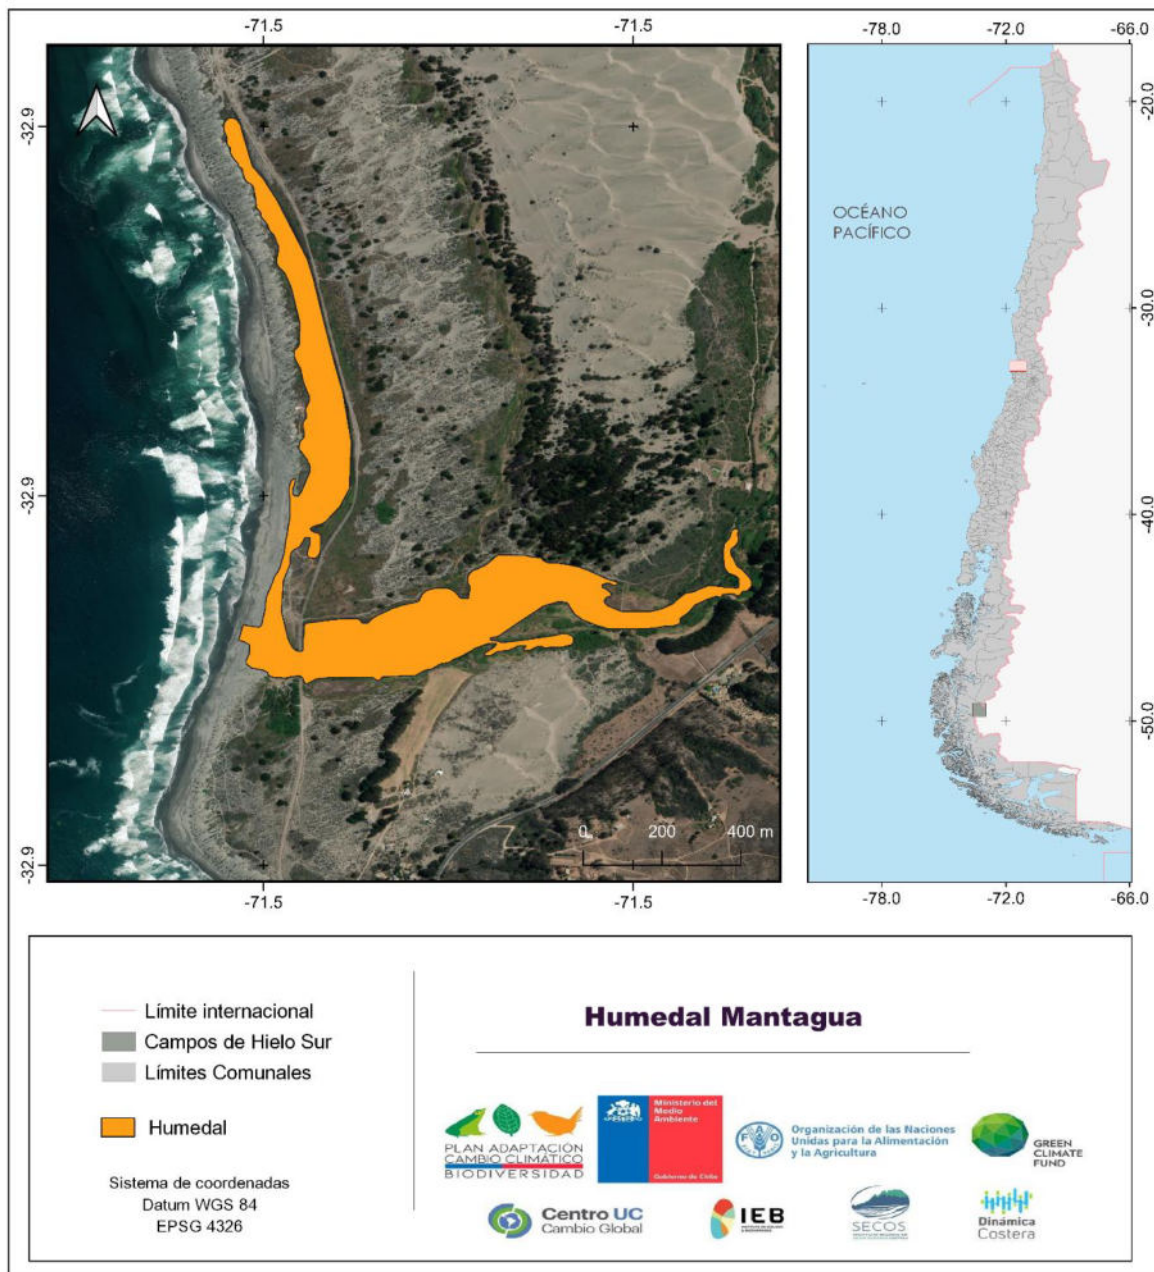 -71.5
-71.5
-78.0
-72.0
-66.0
-32.9
-32.9
-32.9
-20.0
-30.0
-40.0
-50.0
OCÉANO
PACÍFICO
0
200
400 m
-71.5
-71.5
-78.0
-72.0
-66.0
Límite internacional
Campos de Hielo Sur
Límites Comunales
Humedal
Sistema de coordenadas
Datum WGS 84
EPSG 4326
Humedal Mantagua
PLAN ADAPTACIÓN
CAMBIO CLIMÁTICO
BIODIVERSIDAD
Ministerio del
Medio
Ambiente
Gobierno de Chile
FAO
Organización de las Naciones
Unidas para la Alimentación
y la Agricultura
GREEN
CLIMATE
FUND
Centro UC
Cambio Global
IEB
SECOS
Dinámica
Costera